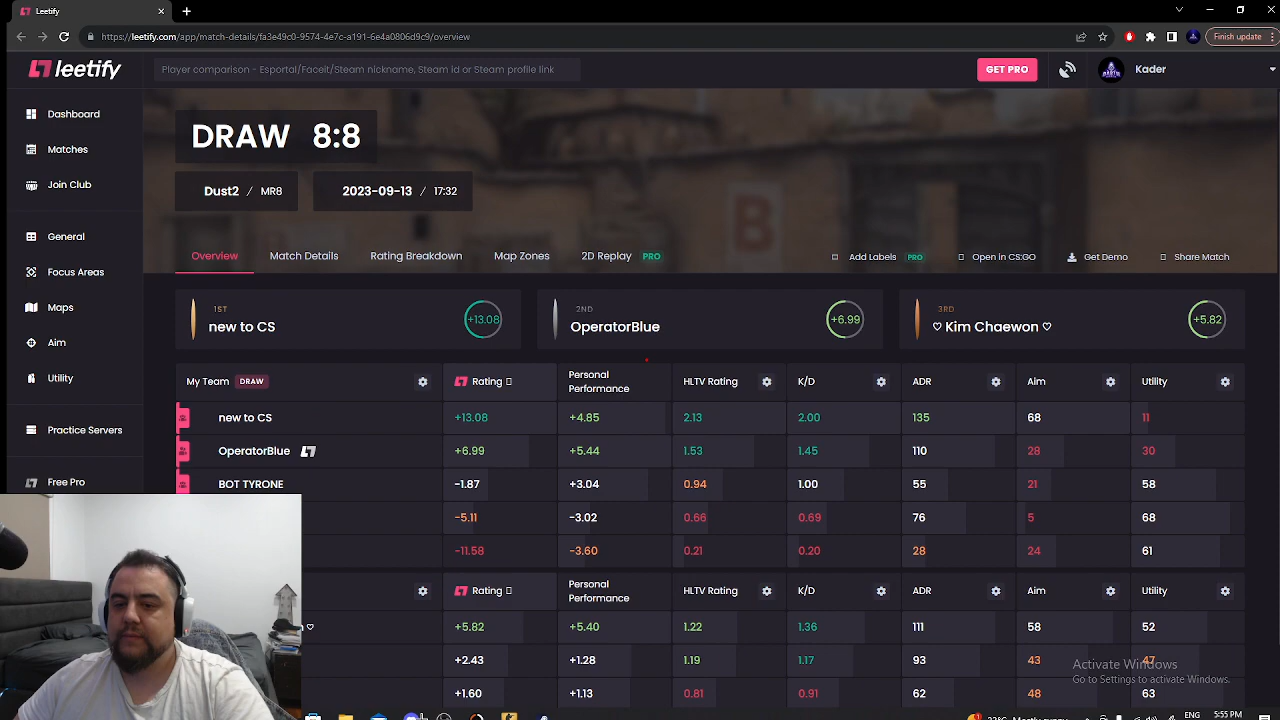 Leetify
https://leetify.com/app/match-details/fa3e49c0-9574-4e7c-a191-6e4a0806d9c9/overview
Finish update
leetify
Player comparison - Esportal/Faceit/Steam nickname, Steam id or Steam profile link
GET PRO
Kader
Dashboard
Matches
Join Club
General
Focus Areas
Maps
Aim
Utility
Practice Servers
Free Pro
DRAW 8:8
Dust2 / MR8
2023-09-13 / 17:32
B
Overview
Match Details
Rating Breakdown
Map Zones
2D Replay PRO
Add Labels PRO
Open in CS:GO
Get Demo
Share Match
1ST
new to CS
+13.08
2ND
OperatorBlue
+6.99
3RD
♡ Kim Chaewon ♡
+5.82
My Team DRAW Rating Personal Performance HLTV Rating K/D ADR Aim Utility
new to CS +13.08 +4.85 2.13 2.00 135 68 11
OperatorBlue +6.99 +5.44 1.53 1.45 110 28 30
BOT TYRONE -1.87 +3.04 0.94 1.00 55 21 58
-5.11 -3.02 0.66 0.69 76 5 68
-11.58 -3.60 0.21 0.20 28 24 61
Rating Personal Performance HLTV Rating K/D ADR Aim Utility
♡ +5.82 +5.40 1.22 1.36 111 58 52
+2.43 +1.28 1.19 1.17 93 43 47
+1.60 +1.13 0.81 0.91 62 48 63
Activate Windows
Go to Settings to activate Windows.
ENG 5:55 PM